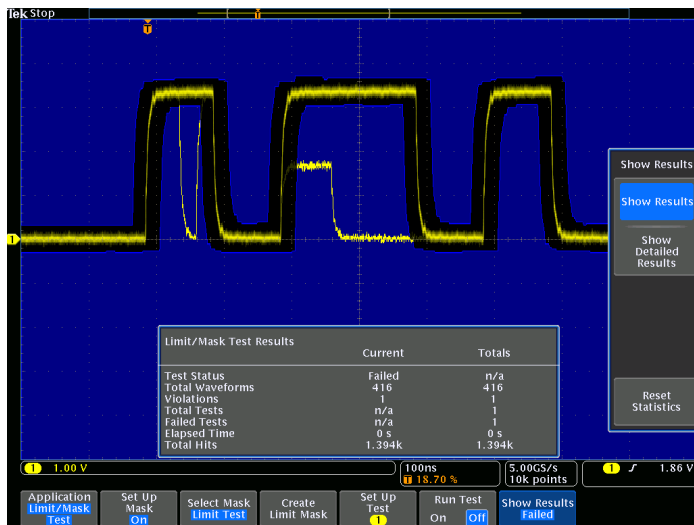 Tek Stop
T
T
1
Show Results
Show Results
Show
Detailed
Results
Reset
Statistics
Limit/Mask Test Results
Current Totals
Test Status Failed n/a
Total Waveforms 416 416
Violations 1 1
Total Tests n/a 1
Failed Tests n/a 1
Elapsed Time 0 s 0 s
Total Hits 1.394k 1.394k
1 1.00 V
100ns
T 18.70 %
5.00GS/s
10k points
1 1.86 V
Application
Limit/Mask
Test
Set Up
Mask
On
Select Mask
Limit Test
Create
Limit Mask
Set Up
Test
1
Run Test
On Off
Show Results
Failed